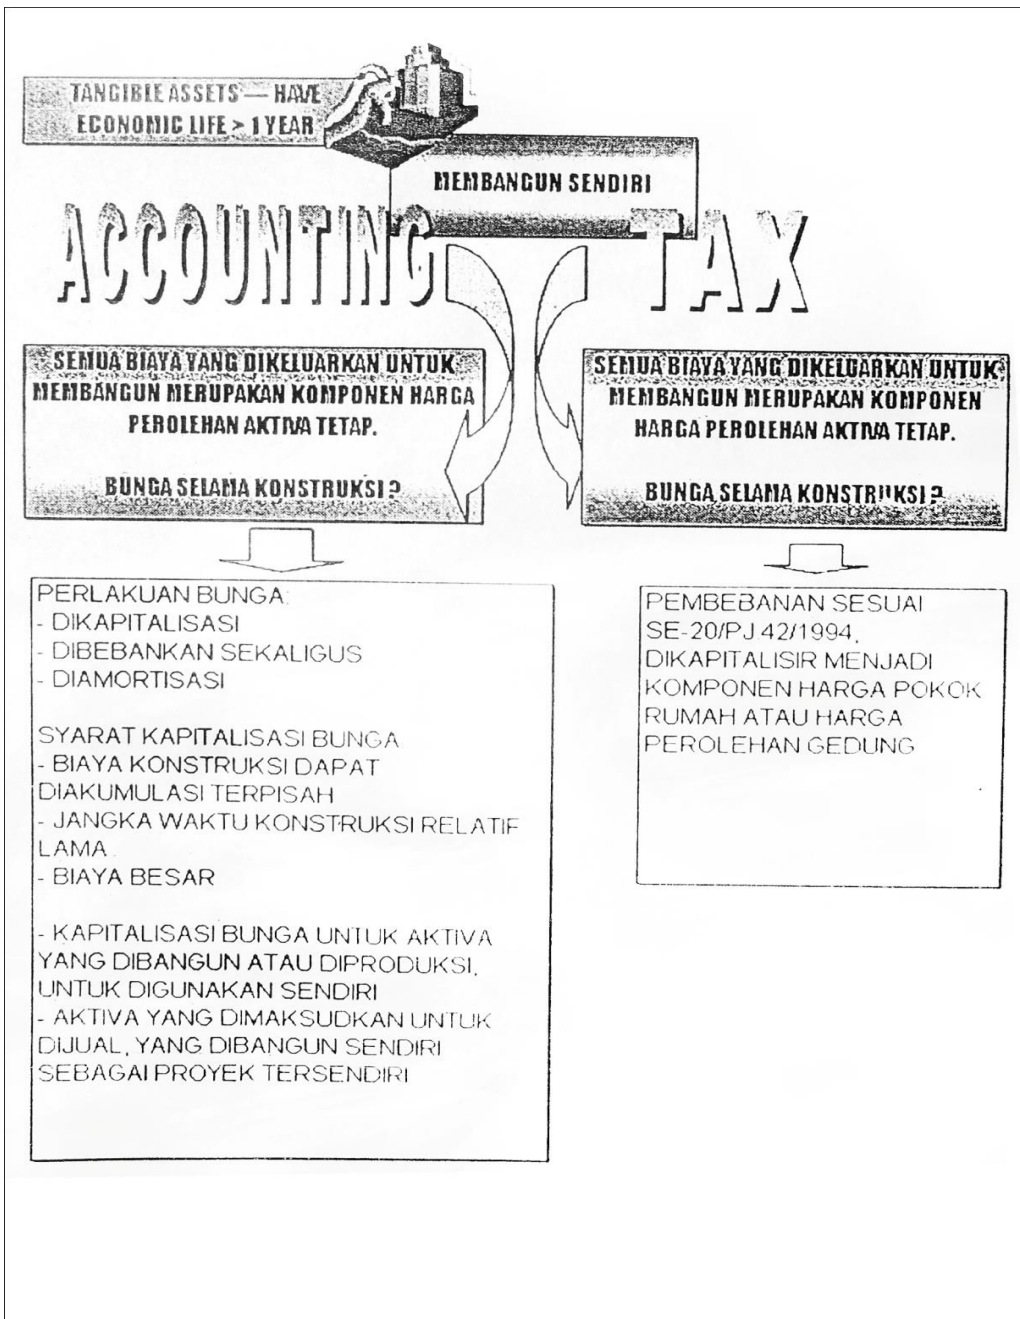 TANGIBLE ASSETS — HAVE
ECONOMIC LIFE > 1 YEAR
MEMBANGUN SENDIRI
ACCOUNTING
TAX
SEMUA BIAYA YANG DIKELUARKAN UNTUK
MEMBANGUN MERUPAKAN KOMPONEN HARGA
PEROLEHAN AKTIVA TETAP.
BUNGA SELAMA KONSTRUKSI ?
SEMUA BIAYA YANG DIKELUARKAN UNTUK
MEMBANGUN MERUPAKAN KOMPONEN
HARGA PEROLEHAN AKTIVA TETAP.
BUNGA SELAMA KONSTRUKSI ?
PERLAKUAN BUNGA:
- DIKAPITALISASI
- DIBEBANKAN SEKALIGUS
- DIAMORTISASI
SYARAT KAPITALISASI BUNGA
- BIAYA KONSTRUKSI DAPAT
DIAKUMULASI TERPISAH
- JANGKA WAKTU KONSTRUKSI RELATIF
LAMA
- BIAYA BESAR
- KAPITALISASI BUNGA UNTUK AKTIVA
YANG DIBANGUN ATAU DIPRODUKSI,
UNTUK DIGUNAKAN SENDIRI
- AKTIVA YANG DIMAKSUDKAN UNTUK
DIJUAL, YANG DIBANGUN SENDIRI
SEBAGAI PROYEK TERSENDIRI
PEMBEBANAN SESUAI
SE-20/PJ.42/1994,
DIKAPITALISIR MENJADI
KOMPONEN HARGA POKOK
RUMAH ATAU HARGA
PEROLEHAN GEDUNG